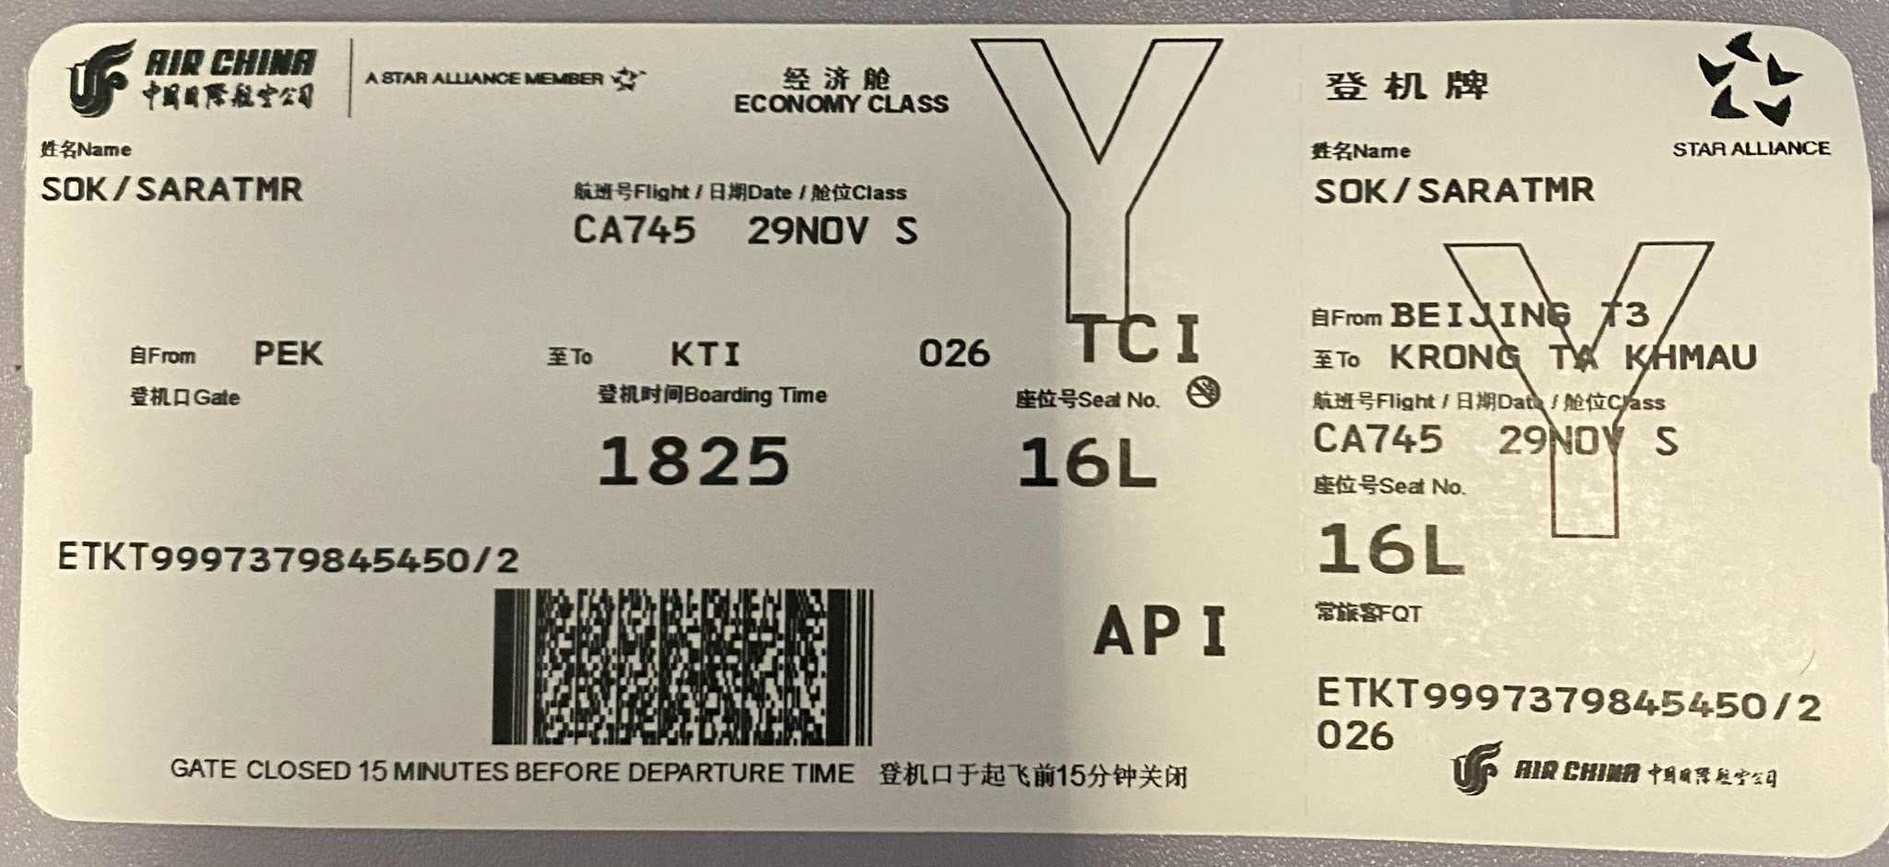 AIR CHINA
中国国际航空公司
A STAR ALLIANCE MEMBER
经济舱
ECONOMY CLASS
Y
姓名Name
SOK/SARATMR
航班号Flight / 日期Date / 舱位Class
CA745 29NOV S
自From PEK 至To KTI 026 TCI
登机口Gate 登机时间Boarding Time 座位号Seat No.
1825 16L
ETKT9997379845450/2
API
GATE CLOSED 15 MINUTES BEFORE DEPARTURE TIME 登机口于起飞前15分钟关闭
登机牌
STAR ALLIANCE
姓名Name
SOK/SARATMR
Y
自From BEIJING T3
至To KRONG TA KHMAU
航班号Flight / 日期Date / 舱位Class
CA745 29NOV S
座位号Seat No.
16L
常旅客FQT
ETKT9997379845450/2
026
AIR CHINA 中国国际航空公司